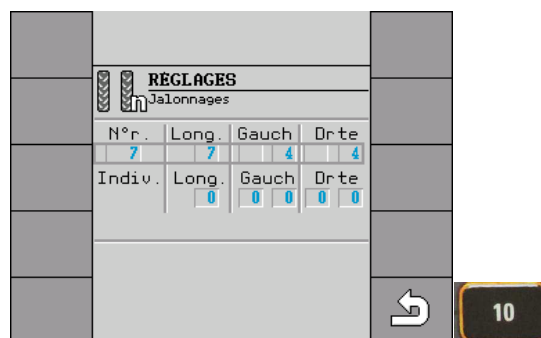 RÉGLAGES
n Jalonnages
N°r. Long. Gauch Drte
7 7 4 4
Indiv. Long. Gauch Drte
0 0 0 0 0
10